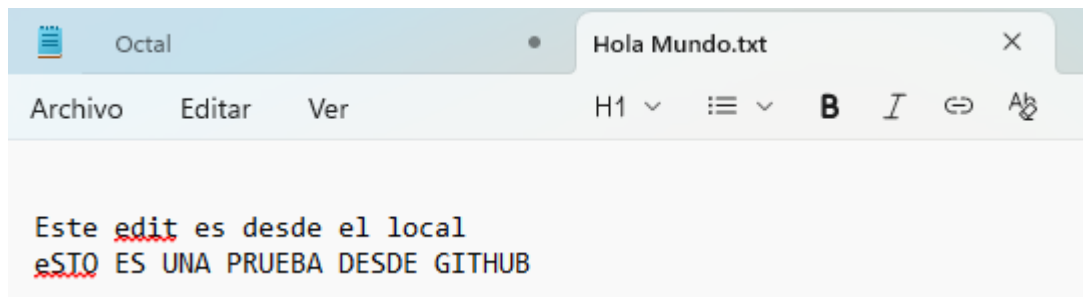 Octal
Hola Mundo.txt
Archivo Editar Ver H1 B I
Este edit es desde el local
eSTO ES UNA PRUEBA DESDE GITHUB